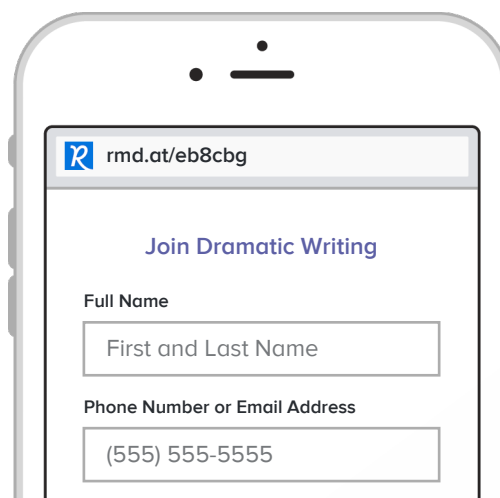 rmd.at/eb8cbg
Join Dramatic Writing
Full Name
First and Last Name
Phone Number or Email Address
(555) 555-5555